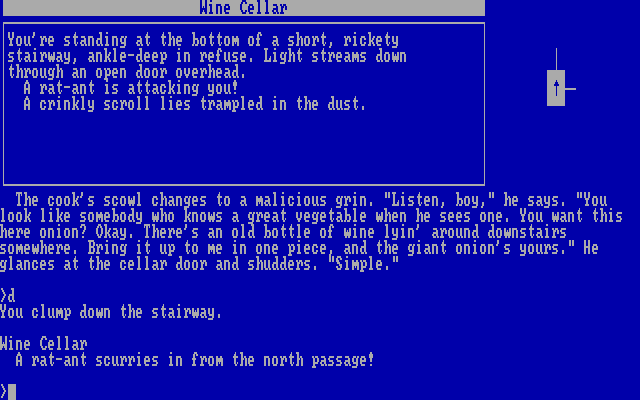 Wine Cellar
You're standing at the bottom of a short, rickety
stairway, ankle-deep in refuse. Light streams down
through an open door overhead.
A rat-ant is attacking you!
A crinkly scroll lies trampled in the dust.
The cook's scowl changes to a malicious grin. "Listen, boy," he says. "You
look like somebody who knows a great vegetable when he sees one. You want this
here onion? Okay. There's an old bottle of wine lyin' around downstairs
somewhere. Bring it up to me in one piece, and the giant onion's yours." He
glances at the cellar door and shudders. "Simple."
>d
You clump down the stairway.
Wine Cellar
A rat-ant scurries in from the north passage!
>